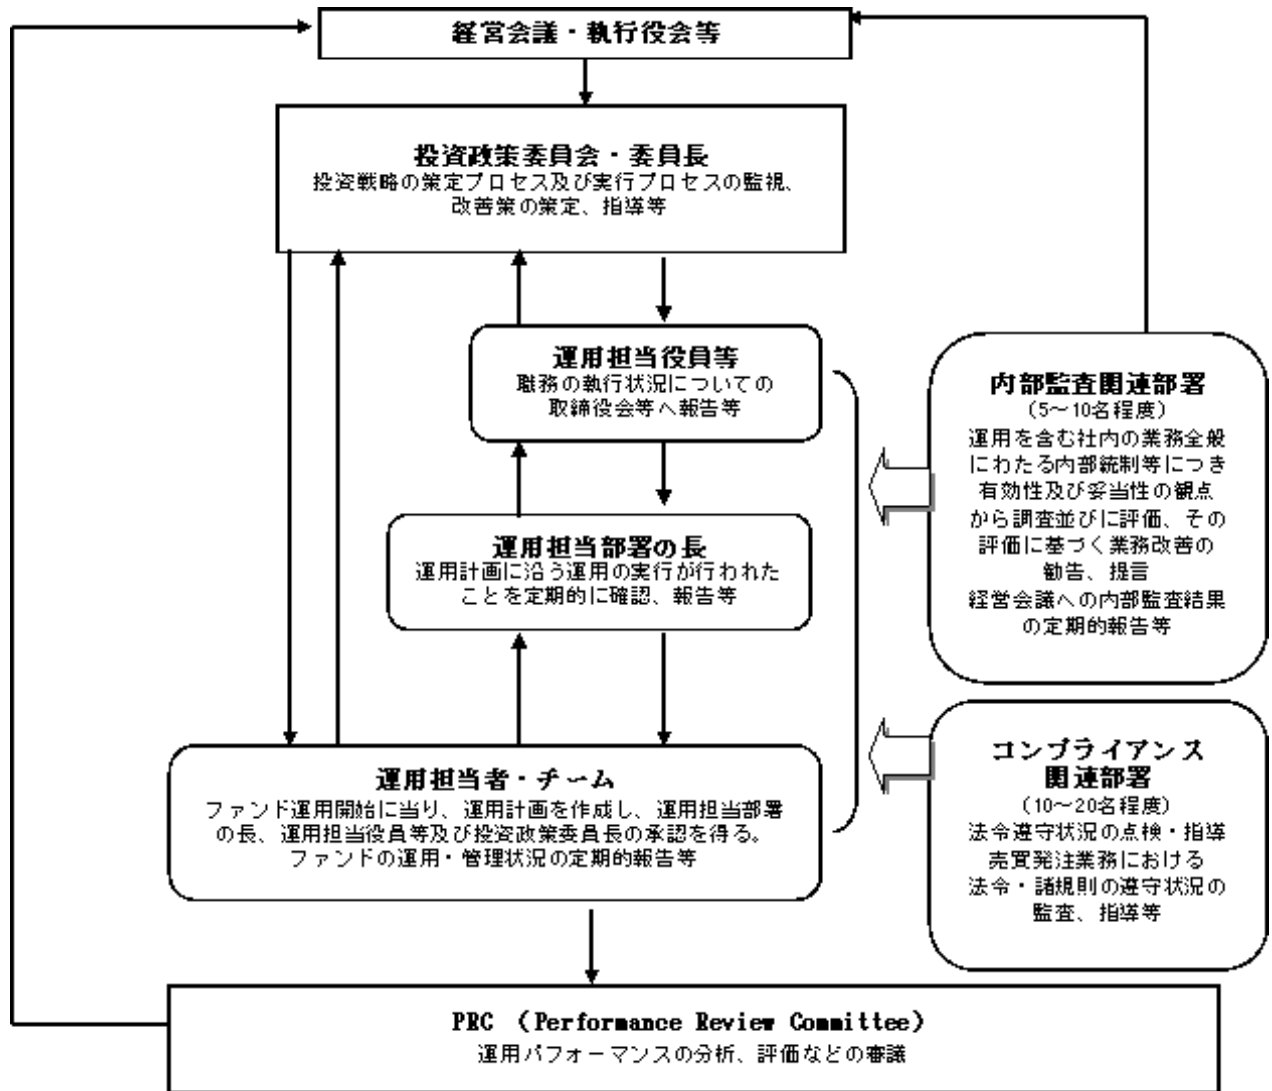 経営会議・執行役会等
投資政策委員会・委員長
投資戦略の策定プロセス及び実行プロセスの監視、
改善策の策定、指導等
運用担当役員等
職務の執行状況についての
取締役会等へ報告等
運用担当部署の長
運用計画に沿う運用の実行が行われた
ことを定期的に確認、報告等
運用担当者・チーム
ファンド運用開始に当り、運用計画を作成し、運用担当部署
の長、運用担当役員等及び投資政策委員長の承認を得る。
ファンドの運用・管理状況の定期的報告等
内部監査関連部署
(5～10名程度)
運用を含む社内の業務全般
にわたる内部統制等につき
有効性及び妥当性の観点
から調査並びに評価、その
評価に基づく業務改善の
勧告、提言
経営会議への内部監査結果
の定期的報告等
コンプライアンス
関連部署
(10～20名程度)
法令遵守状況の点検・指導
売買発注業務における
法令・諸規則の遵守状況の
監査、指導等
PRC （Performance Review Committee）
運用パフォーマンスの分析、評価などの審議